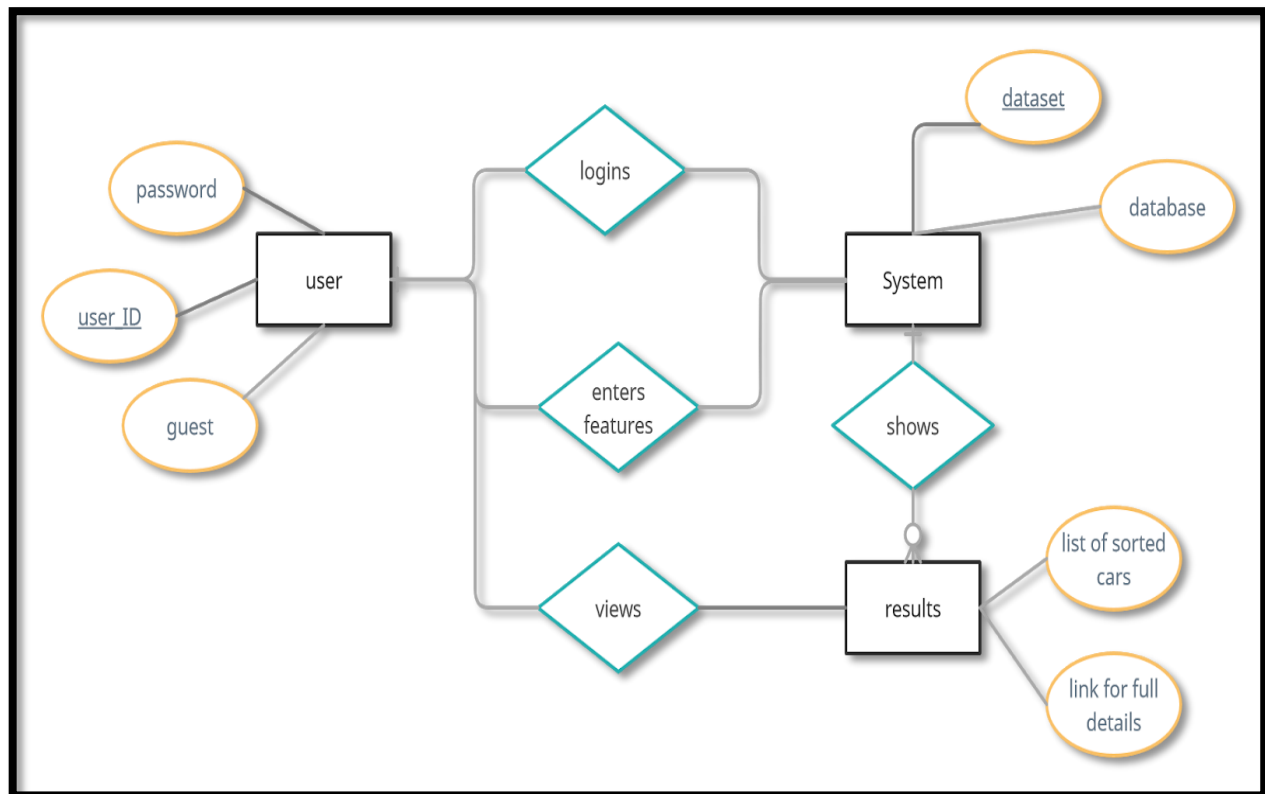 dataset
logins
password
database
user
System
user_ID
enters
features
guest
shows
list of sorted
cars
views
results
link for full
details